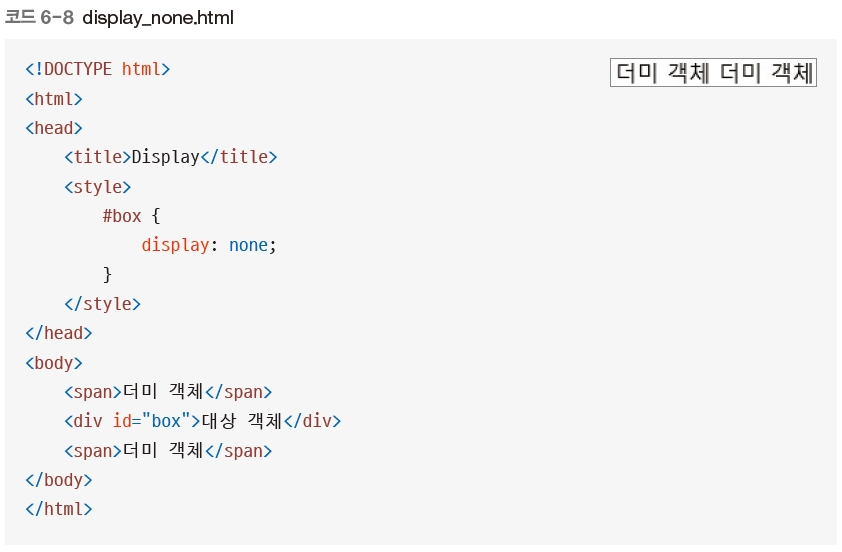 코드 6-8 display_none.html
<!DOCTYPE html>
더미 객체 더미 객체
<html>
<head>
    <title>Display</title>
    <style>
        #box {
            display: none;
        }
    </style>
</head>
<body>
    <span>더미 객체</span>
    <div id="box">대상 객체</div>
    <span>더미 객체</span>
</body>
</html>